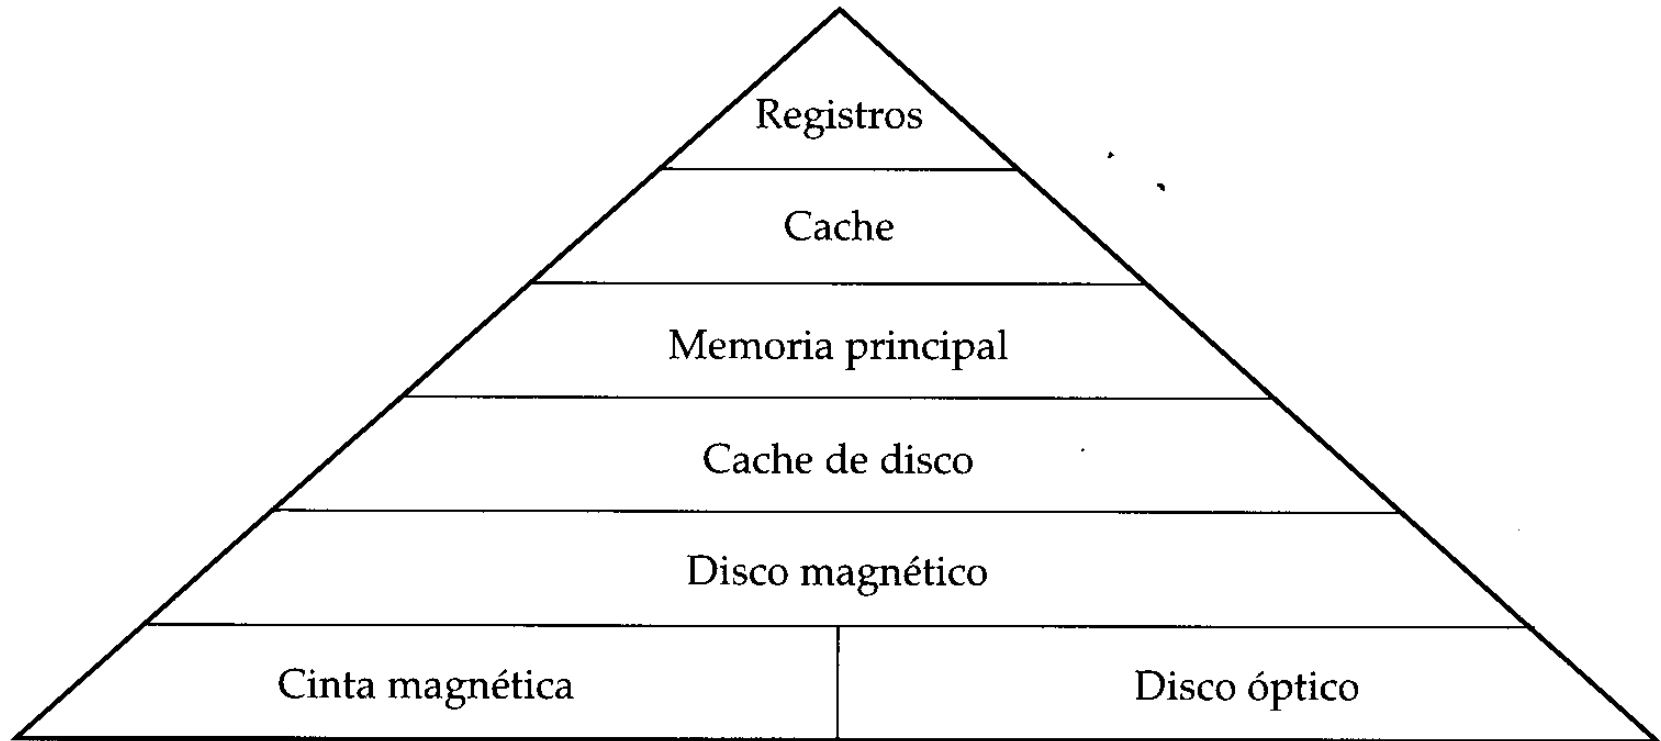 Registros
Cache
Memoria principal
Cache de disco
Disco magnético
Cinta magnética
Disco óptico